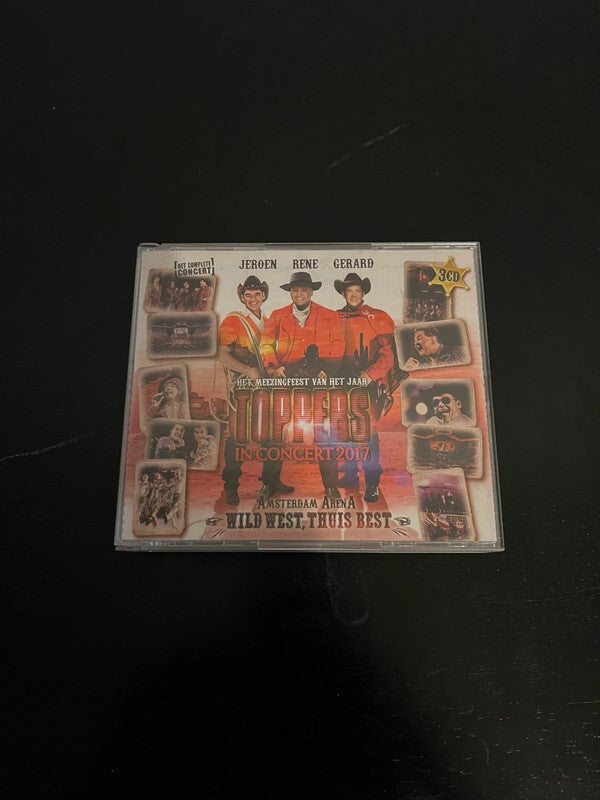 [HET COMPLETE
CONCERT]
JEROEN RENE GERARD
3CD
HET MEEZINGFEEST VAN HET JAAR
TOPPERS
IN CONCERT 2017
AMSTERDAM ARENA
WILD WEST, THUIS BEST